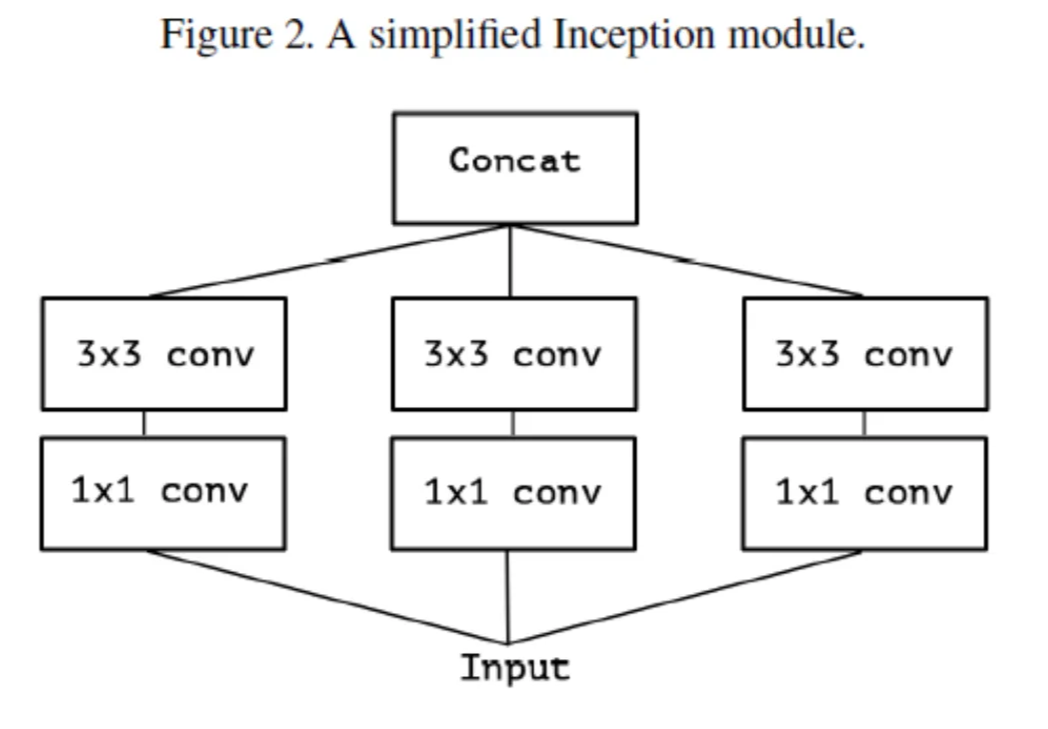 Figure 2. A simplified Inception module.
Concat
3x3 conv
3x3 conv
3x3 conv
1x1 conv
1x1 conv
1x1 conv
Input